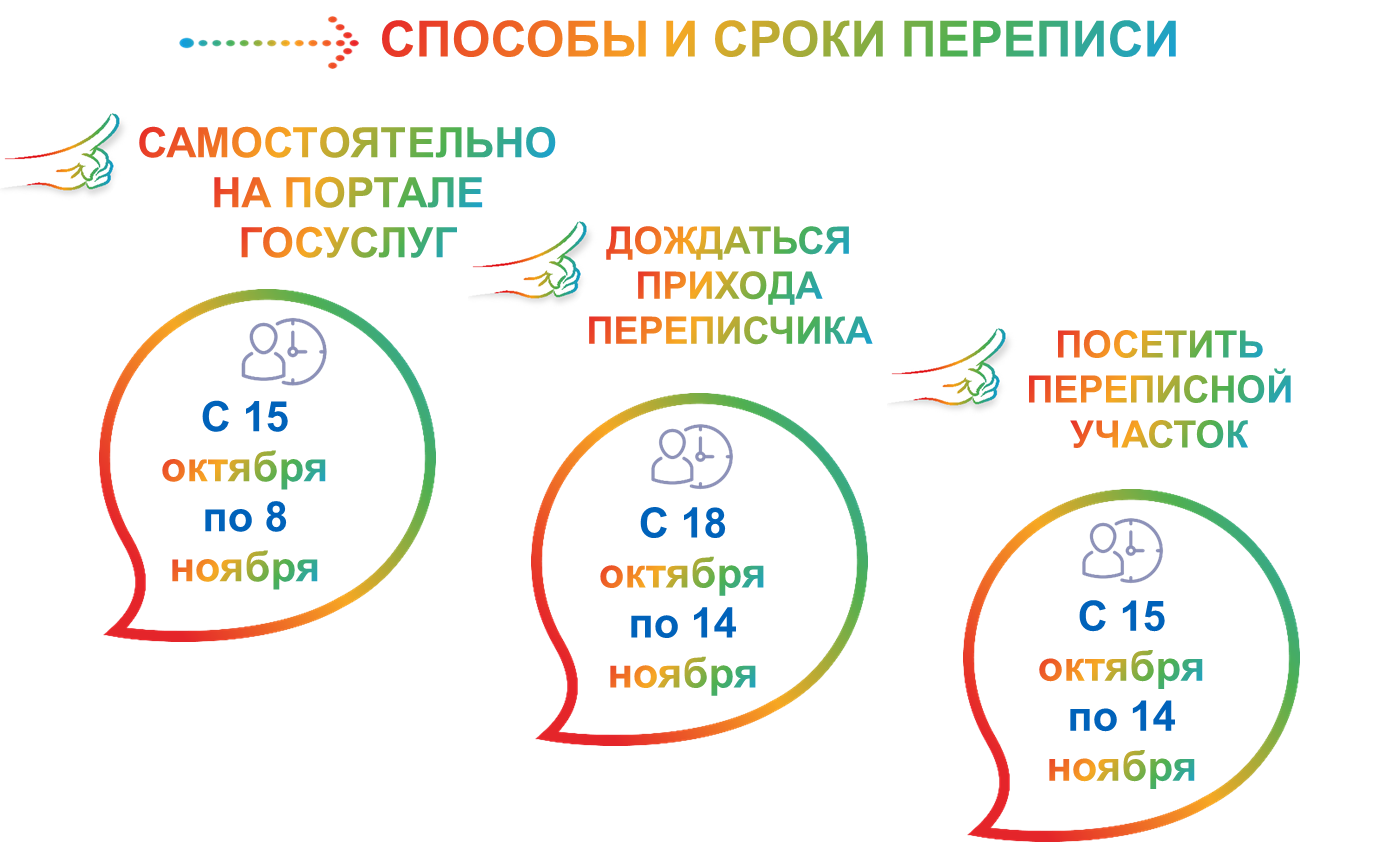 СПОСОБЫ И СРОКИ ПЕРЕПИСИ
САМОСТОЯТЕЛЬНО
НА ПОРТАЛЕ
ГОСУСЛУГ
С 15
октября
по 8
ноября
ДОЖДАТЬСЯ
ПРИХОДА
ПЕРЕПИСЧИКА
С 18
октября
по 14
ноября
ПОСЕТИТЬ
ПЕРЕПИСНОЙ
УЧАСТОК
С 15
октября
по 14
ноября